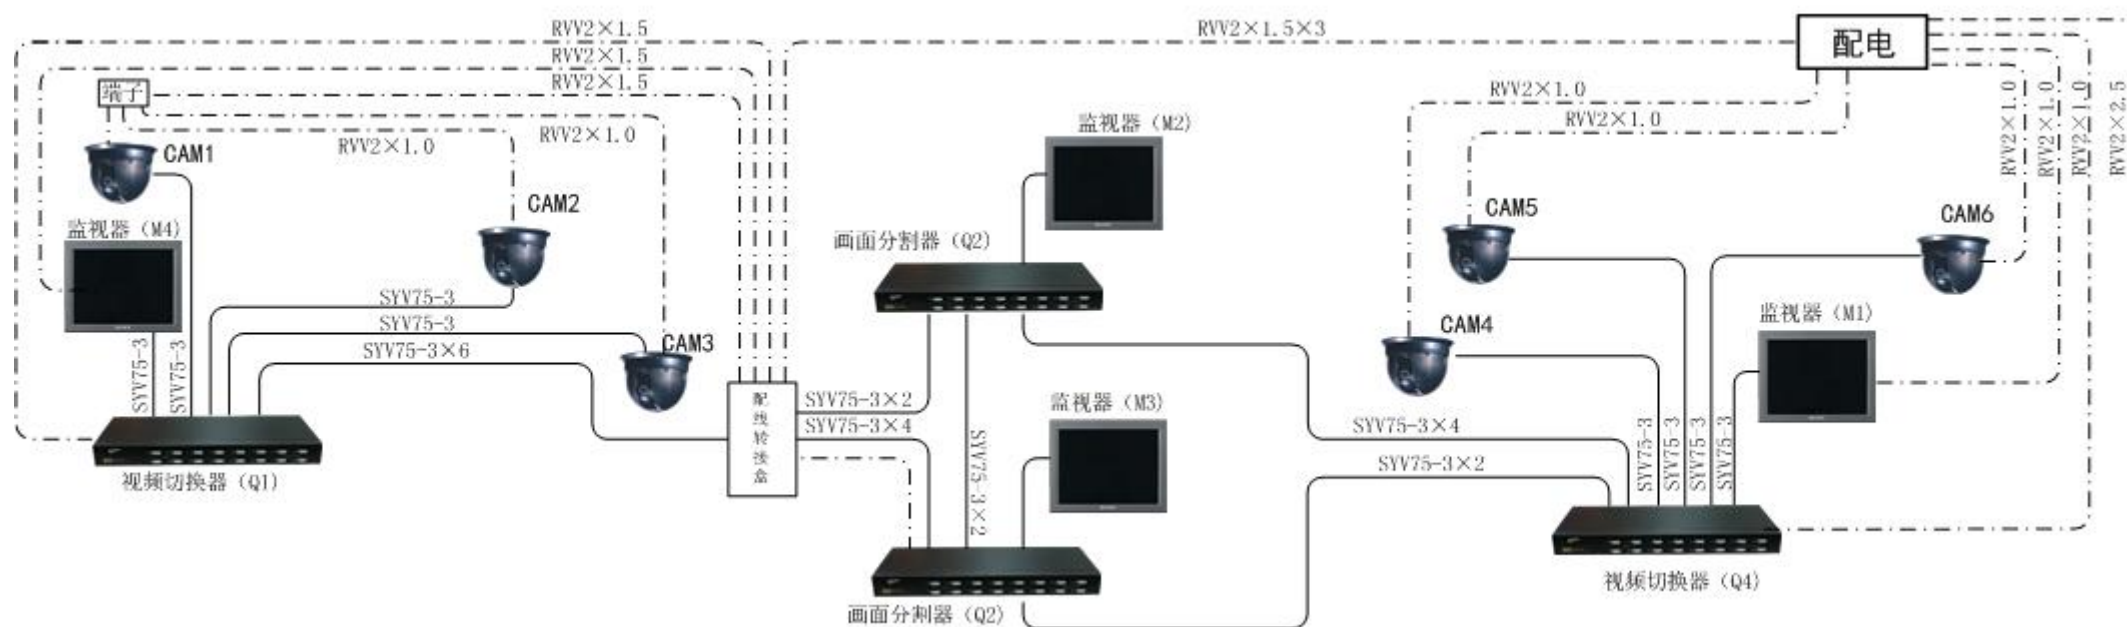 RVV2×1.5
RVV2×1.5
RVV2×1.5
RVV2×1.5×3
配电
端子
RVV2×1.0
RVV2×1.0
RVV2×1.0
RVV2×1.0
RVV2×1.0
RVV2×1.0
RVV2×1.0
RVV2×2.5
CAM1
监视器（M4）
CAM2
CAM3
SYV75-3
SYV75-3
SYV75-3×6
SYV75-3
SYV75-3
视频切换器（Q1）
配线转接盒
监视器（M2）
画面分割器（Q2）
SYV75-3×2
SYV75-3×4
SYV75-3×2
监视器（M3）
画面分割器（Q2）
CAM5
CAM6
CAM4
监视器（M1）
SYV75-3×4
SYV75-3×2
SYV75-3
SYV75-3
SYV75-3
SYV75-3
视频切换器（Q4）